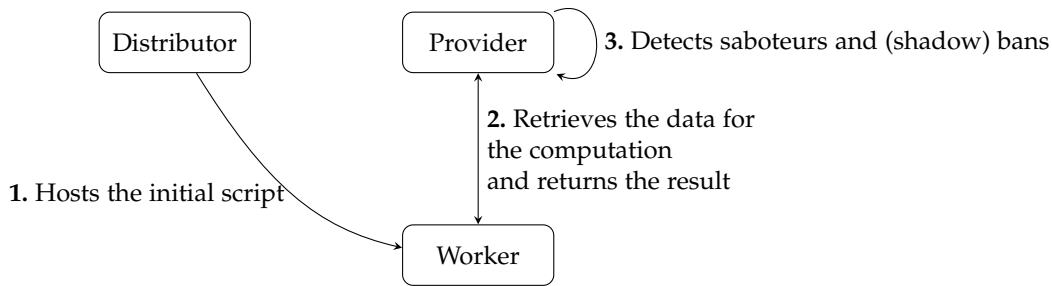 Distributor
Provider
3. Detects saboteurs and (shadow) bans
2. Retrieves the data for
the computation
and returns the result
1. Hosts the initial script
Worker